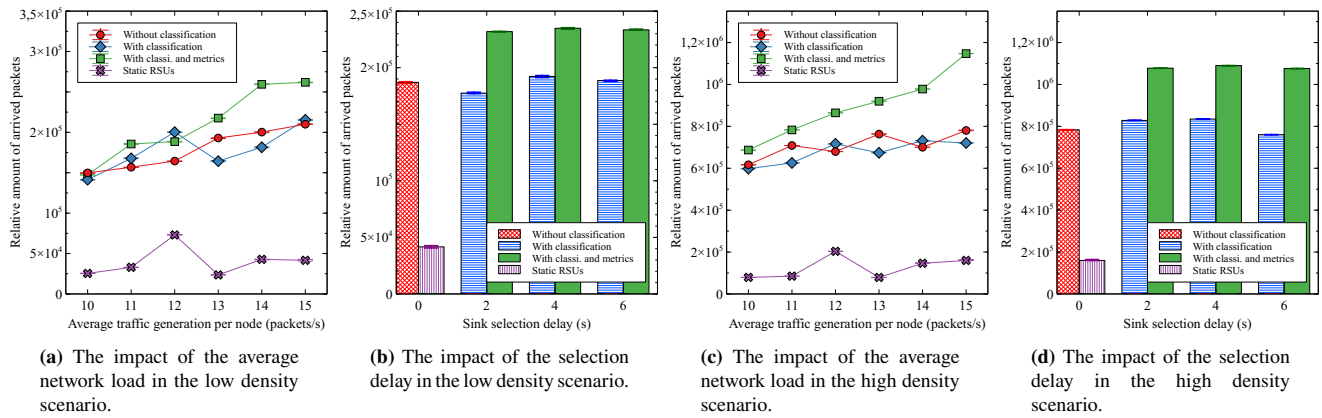 Relative amount of arrived packets
3,5×10⁵
3×10⁵
2×10⁵
10⁵
5×10⁴
0
Without classification
With classification
With classi. and metrics
Static RSUs
10 11 12 13 14 15
Average traffic generation per node (packets/s)
(a) The impact of the average
network load in the low density
scenario.
Relative amount of arrived packets
2,5×10⁵
2×10⁵
10⁵
5×10⁴
0
Without classification
With classification
With classi. and metrics
Static RSUs
0 2 4 6
Sink selection delay (s)
(b) The impact of the selection
delay in the low density scenario.
Relative amount of arrived packets
1,2×10⁶
10⁶
8×10⁵
6×10⁵
4×10⁵
2×10⁵
0
Without classification
With classification
With classi. and metrics
Static RSUs
10 11 12 13 14 15
Average traffic generation per node (packets/s)
(c) The impact of the average
network load in the high density
scenario.
Relative amount of arrived packets
1,2×10⁶
10⁶
8×10⁵
6×10⁵
4×10⁵
2×10⁵
0
Without classification
With classification
With classi. and metrics
Static RSUs
0 2 4 6
Sink selection delay (s)
(d) The impact of the selection
delay in the high density
scenario.